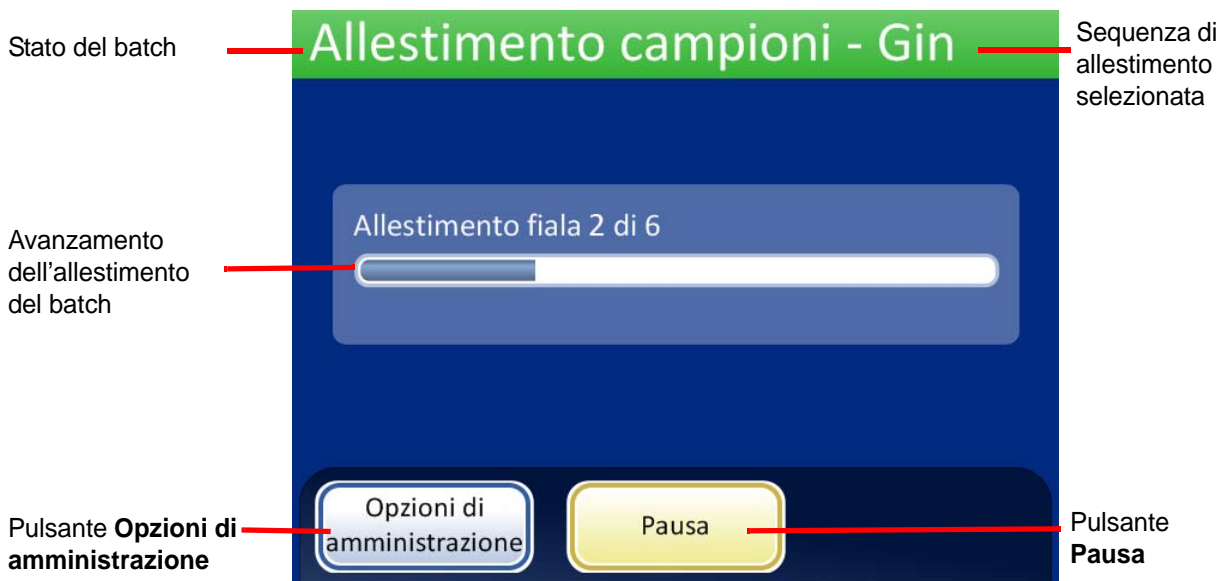 Stato del batch
Allestimento campioni - Gin
Sequenza di
allestimento
selezionata
Allestimento fiala 2 di 6
Avanzamento
dell'allestimento
del batch
Pulsante Opzioni di
amministrazione
Opzioni di
amministrazione
Pausa
Pulsante
Pausa